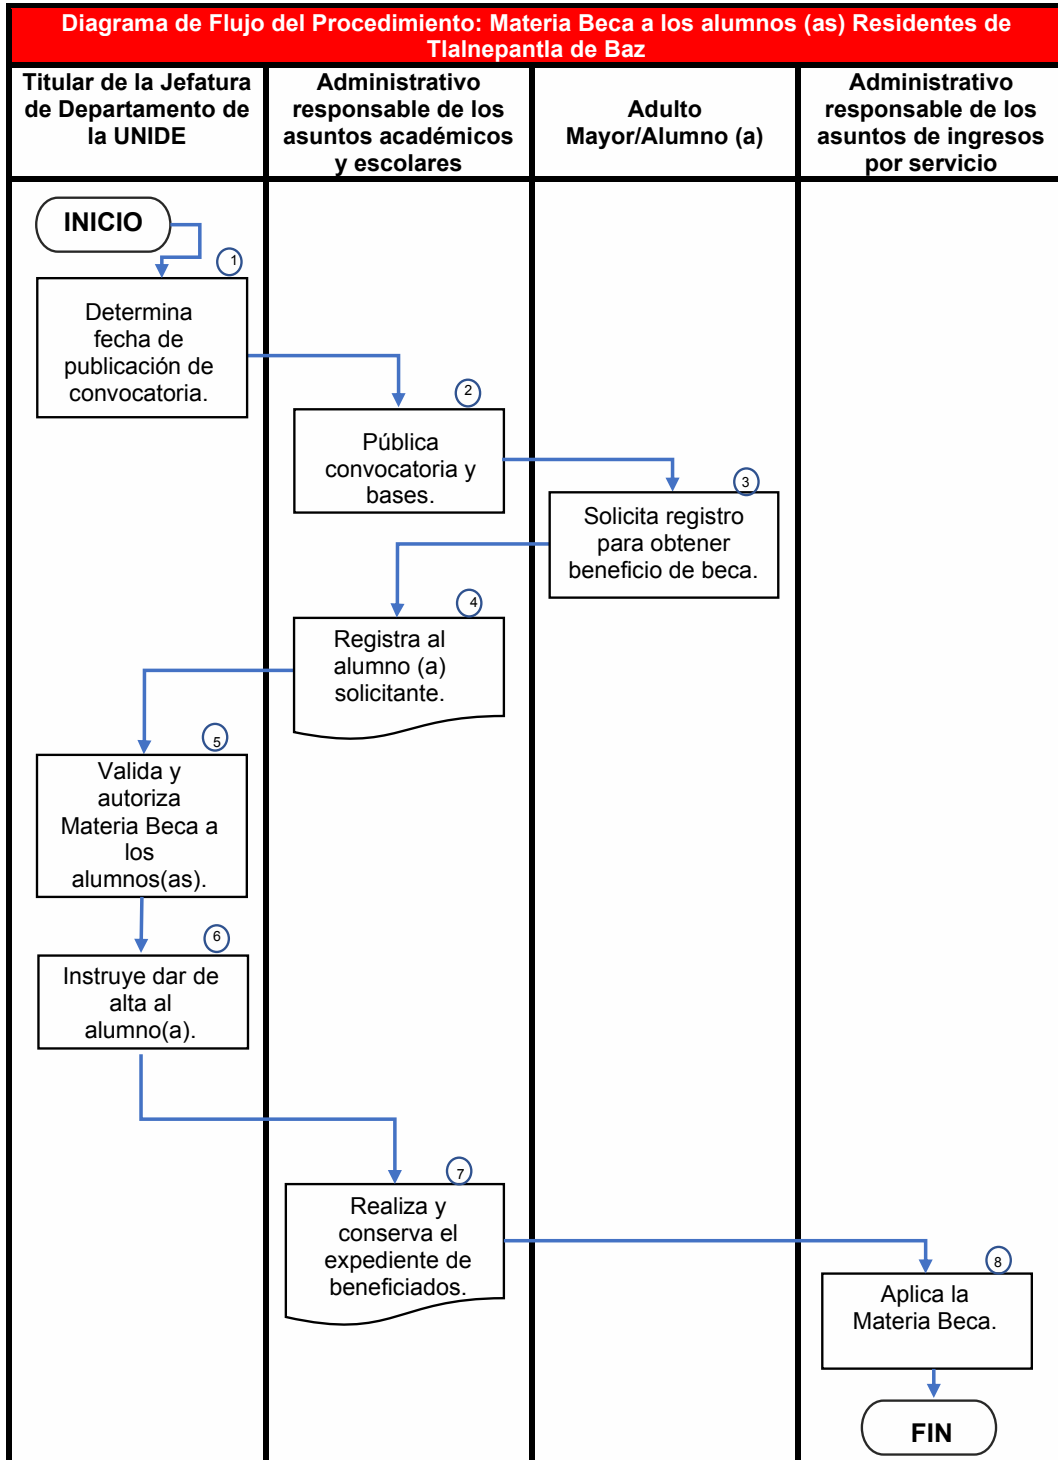 Diagrama de Flujo del Procedimiento: Materia Beca a los alumnos (as) Residentes de
Tlalnepantla de Baz
Titular de la Jefatura
de Departamento de
la UNIDE
Administrativo
responsable de los
asuntos académicos
y escolares
Adulto
Mayor/Alumno (a)
Administrativo
responsable de los
asuntos de ingresos
por servicio
INICIO
1
Determina
fecha de
publicación de
convocatoria.
2
Pública
convocatoria y
bases.
3
Solicita registro
para obtener
beneficio de beca.
4
Registra al
alumno (a)
solicitante.
5
Valida y
autoriza
Materia Beca a
los
alumnos(as).
6
Instruye dar de
alta al
alumno(a).
7
Realiza y
conserva el
expediente de
beneficiados.
8
Aplica la
Materia Beca.
FIN